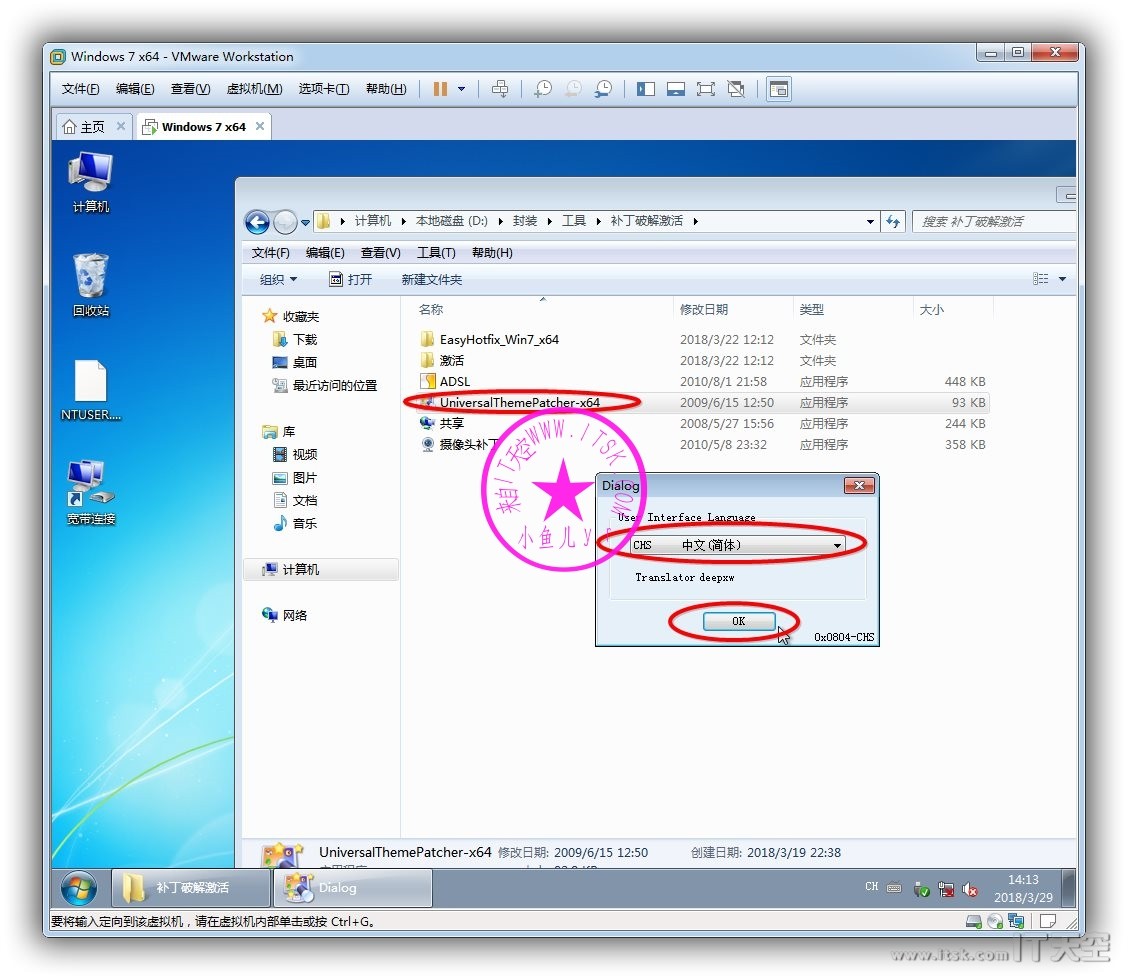 Windows 7 x64 - VMware Workstation
文件(F) 编辑(E) 查看(V) 虚拟机(M) 选项卡(T) 帮助(H)
主页 Windows 7 x64
计算机
回收站
NTUSER....
宽带连接
计算机 本地磁盘 (D:) 封装 工具 补丁破解激活
搜索 补丁破解激活
文件(F) 编辑(E) 查看(V) 工具(T) 帮助(H)
组织 打开 新建文件夹
收藏夹
下载
桌面
最近访问的位置
库
视频
图片
文档
音乐
计算机
网络
名称 修改日期 类型 大小
EasyHotfix_Win7_x64 2018/3/22 12:12 文件夹
激活 2018/3/22 12:12 文件夹
ADSL 2010/8/1 21:58 应用程序 448 KB
UniversalThemePatcher-x64 2009/6/15 12:50 应用程序 93 KB
共享 2008/5/27 15:56 应用程序 244 KB
摄像头补丁 2010/5/8 23:32 应用程序 358 KB
来自IT天空WWW.ITSK.COM
小鱼儿y
Dialog
User Interface Language
CHS 中文(简体)
Translator deepxw
OK
0x0804-CHS
UniversalThemePatcher-x64 修改日期: 2009/6/15 12:50 创建日期: 2018/3/19 22:38
补丁破解激活
Dialog
CH
14:13
2018/3/29
要将输入定向到该虚拟机，请在虚拟机内部单击或按 Ctrl+G。
www.itsk.com IT天空